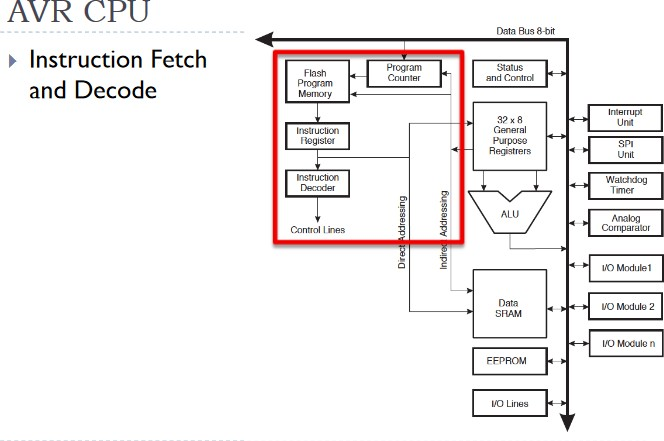 AVR CPU
Instruction Fetch
and Decode
Data Bus 8-bit
Flash
Program
Memory
Program
Counter
Status
and Control
Instruction
Register
32 x 8
General
Purpose
Registrers
Interrupt
Unit
SPI
Unit
Instruction
Decoder
Watchdog
Timer
ALU
Analog
Comparator
Control Lines
Direct Addressing
Indirect Addressing
I/O Module1
Data
SRAM
I/O Module 2
I/O Module n
EEPROM
I/O Lines